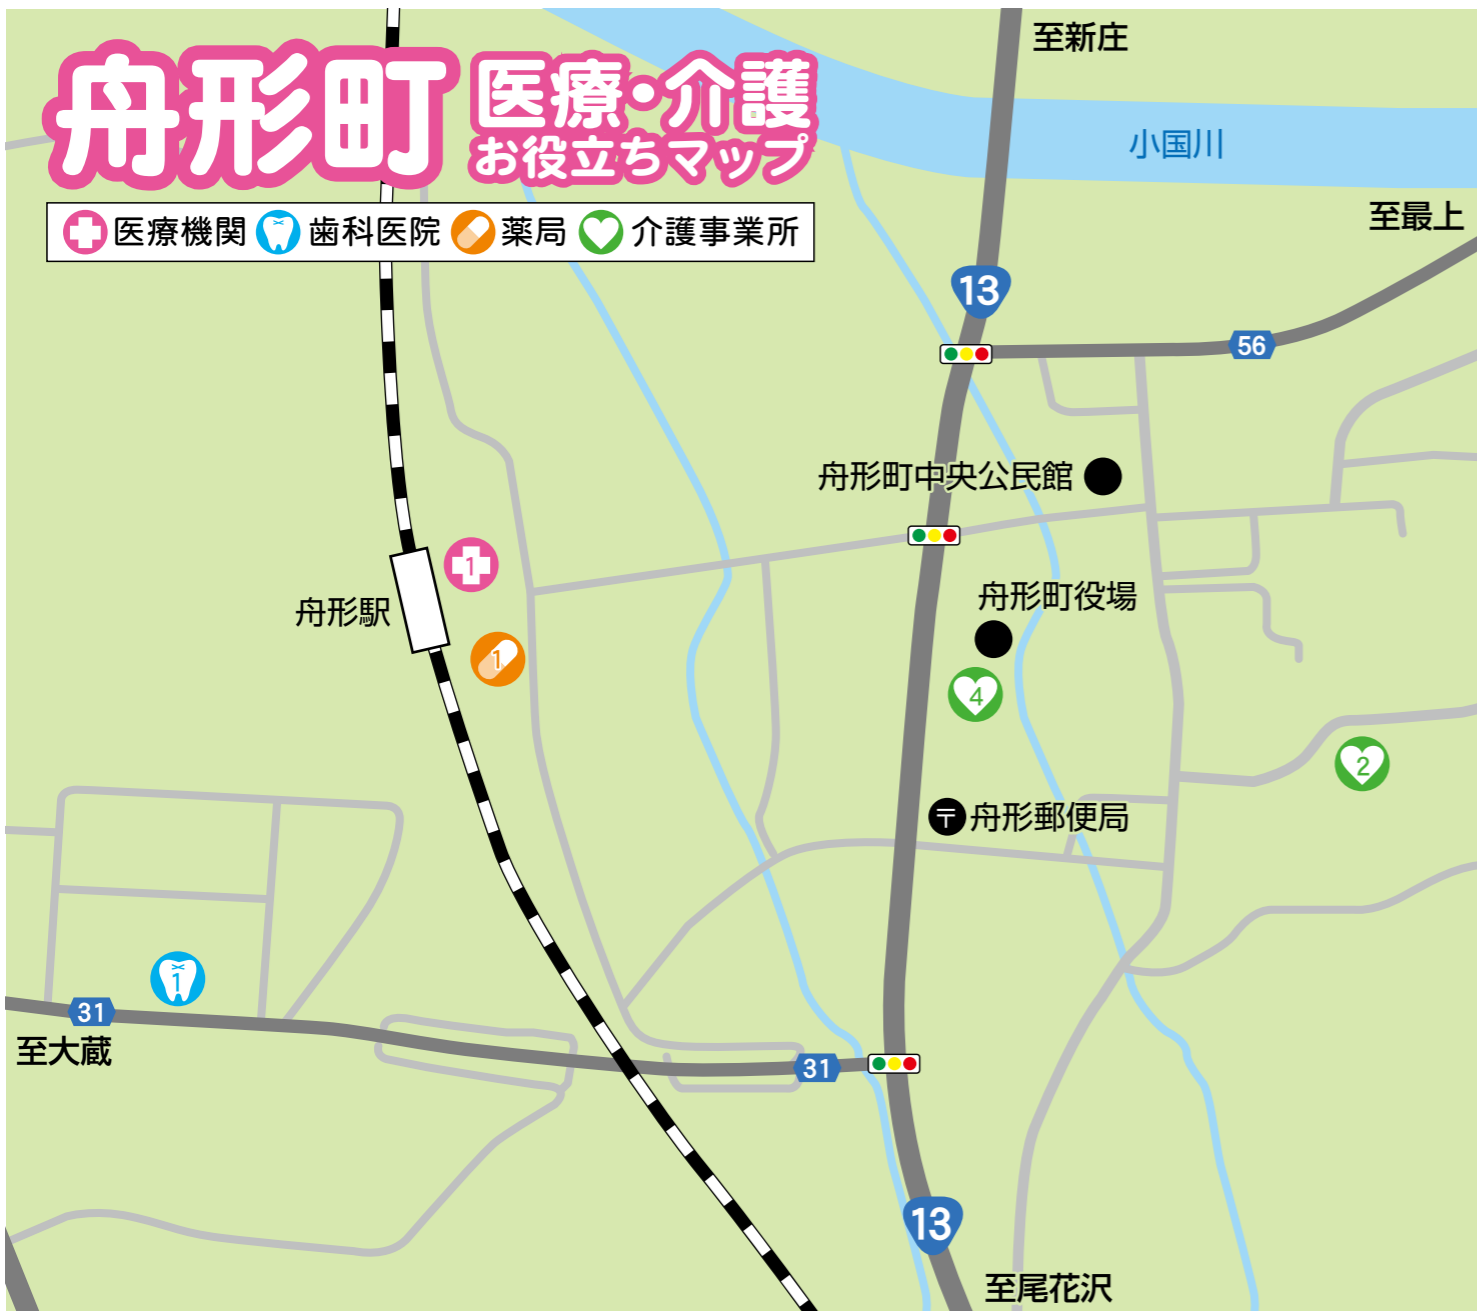 舟形町 医療・介護
お役立ちマップ
医療機関 歯科医院 薬局 介護事業所
至新庄
小国川
至最上
13
56
舟形町中央公民館
1
舟形駅
舟形町役場
1
4
2
〒舟形郵便局
1
31
至大蔵
31
13
至尾花沢